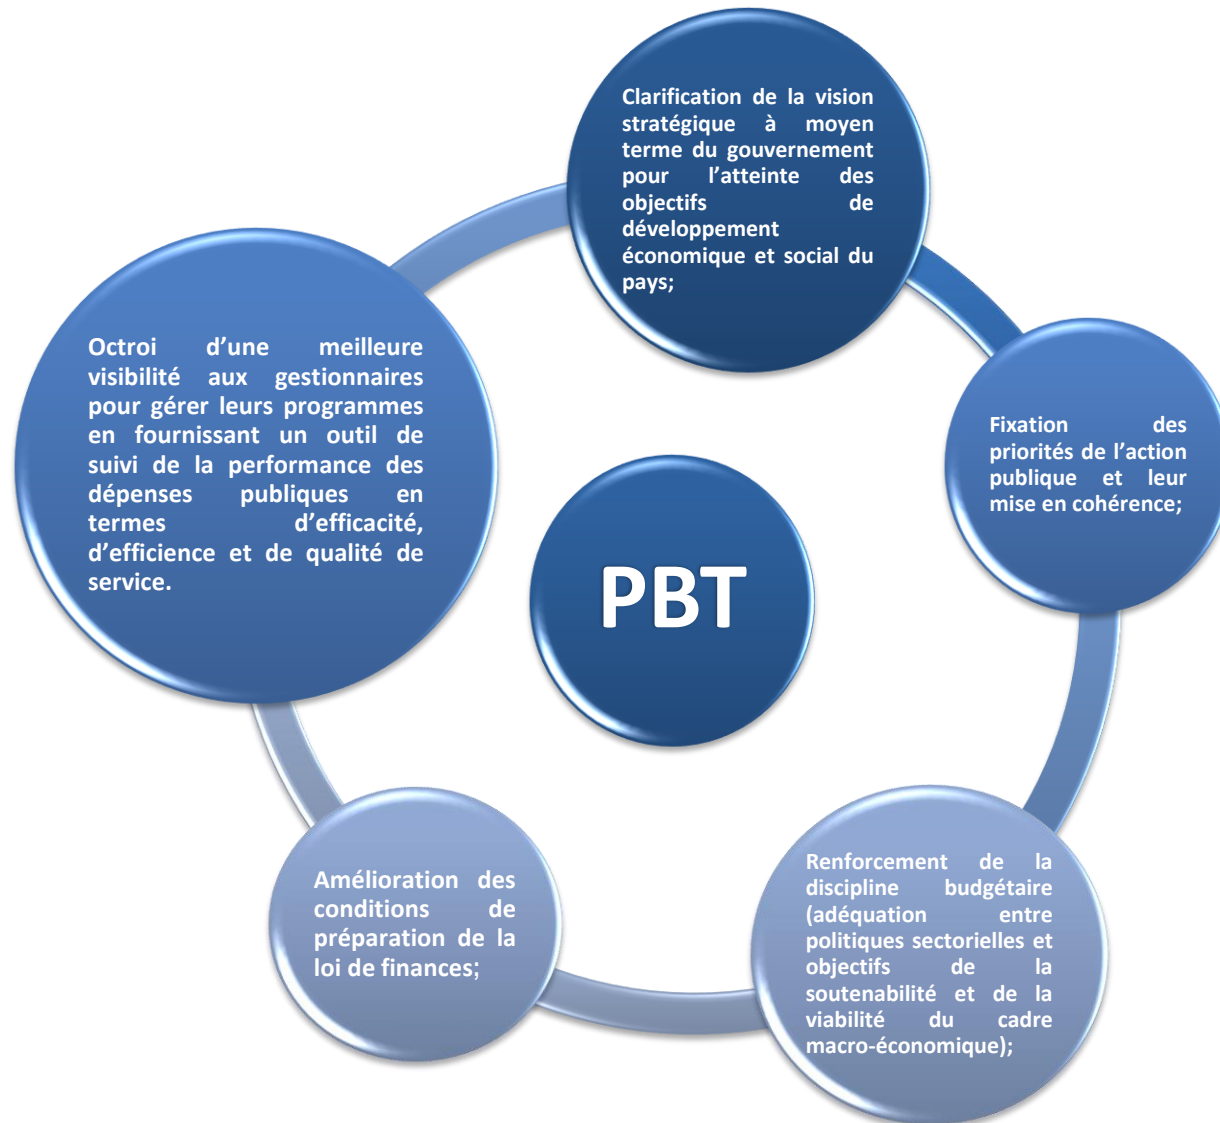 Clarification de la vision
stratégique à moyen
terme du gouvernement
pour l'atteinte des
objectifs de
développement
économique et social du
pays;
Fixation des
priorités de l'action
publique et leur
mise en cohérence;
Renforcement de la
discipline budgétaire
(adéquation entre
politiques sectorielles et
objectifs de la
soutenabilité et de la
viabilité du cadre
macro-économique);
Amélioration des
conditions de
préparation de la
loi de finances;
Octroi d'une meilleure
visibilité aux gestionnaires
pour gérer leurs programmes
en fournissant un outil de
suivi de la performance des
dépenses publiques en
termes d'efficacité,
d'efficience et de qualité de
service.
PBT